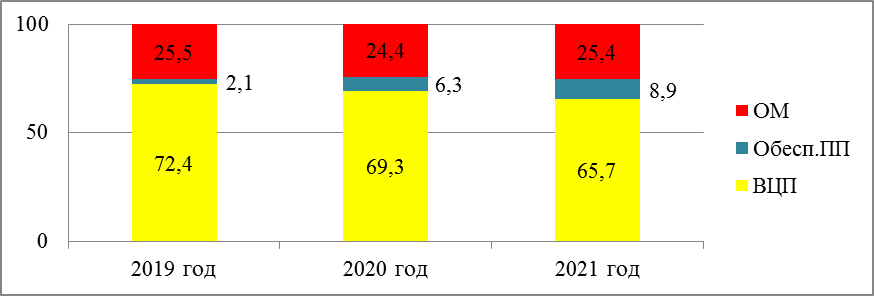 100
25,5
24,4
25,4
2,1
6,3
8,9
ОМ
50
Обесп.ПП
72,4
69,3
65,7
ВЦП
0
2019 год
2020 год
2021 год